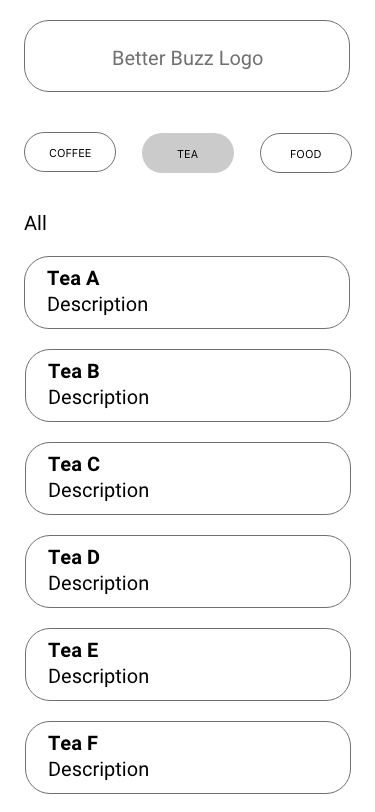 Better Buzz Logo
COFFEE TEA FOOD
All
Tea A
Description
Tea B
Description
Tea C
Description
Tea D
Description
Tea E
Description
Tea F
Description